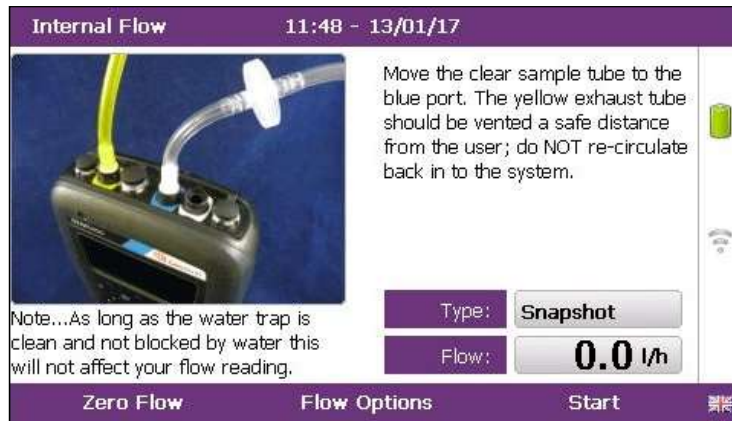 Internal Flow
11:48 - 13/01/17
Move the clear sample tube to the
blue port. The yellow exhaust tube
should be vented a safe distance
from the user; do NOT re-circulate
back in to the system.
Note...As long as the water trap is
clean and not blocked by water this
will not affect your flow reading.
Type:
Snapshot
Flow:
0.0 l/h
Zero Flow
Flow Options
Start